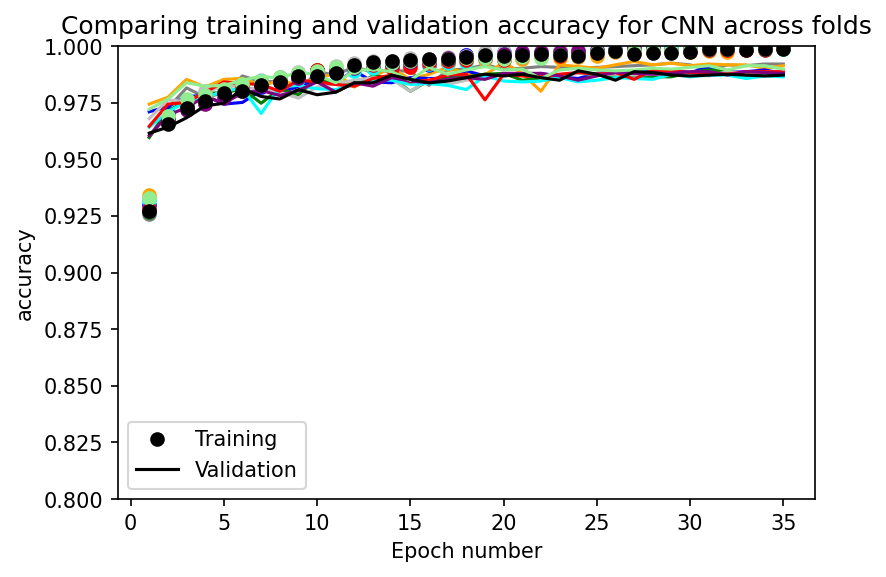 Comparing training and validation accuracy for CNN across folds
1.000
0.975
0.950
0.925
0.900
0.875
0.850
0.825
0.800
accuracy
Training
Validation
0 5 10 15 20 25 30 35
Epoch number